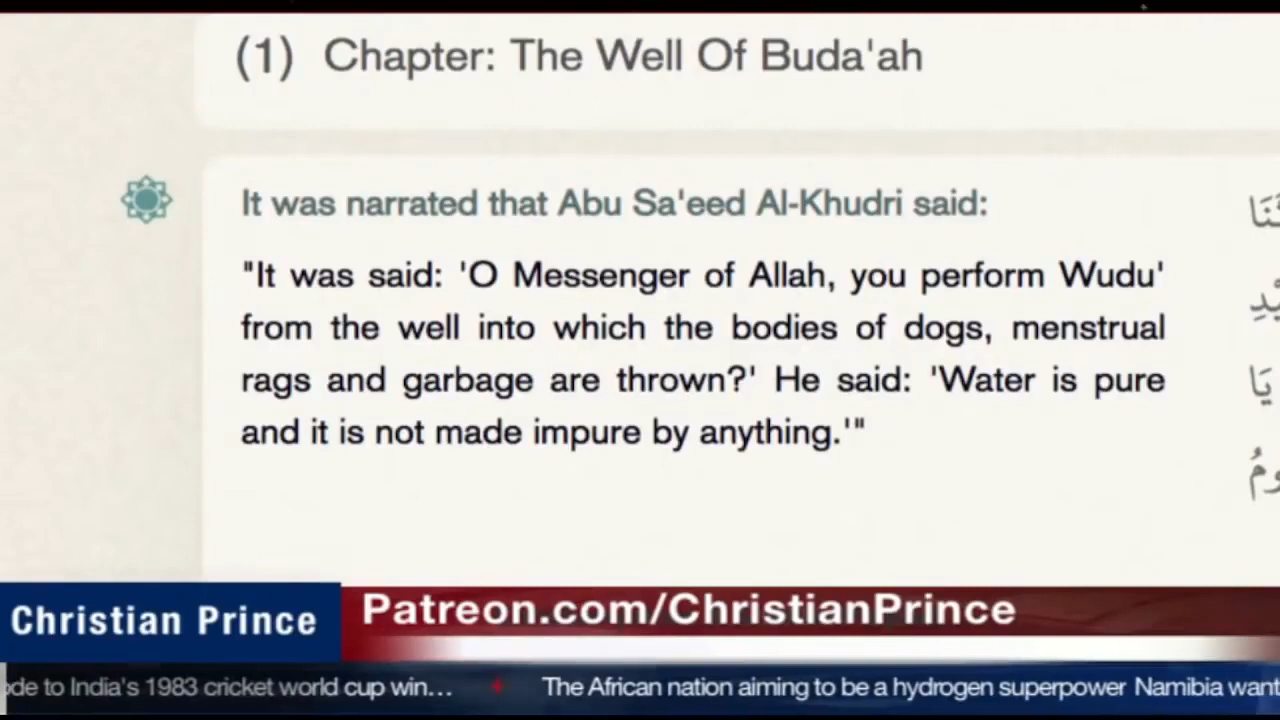 (1) Chapter: The Well Of Buda'ah
It was narrated that Abu Sa'eed Al-Khudri said:
"It was said: 'O Messenger of Allah, you perform Wudu'
from the well into which the bodies of dogs, menstrual
rags and garbage are thrown?' He said: 'Water is pure
and it is not made impure by anything.'"
يَا
Christian Prince
Patreon.com/ChristianPrince
to India's 1983 cricket world cup win... The African nation aiming to be a hydrogen superpower Namibia want